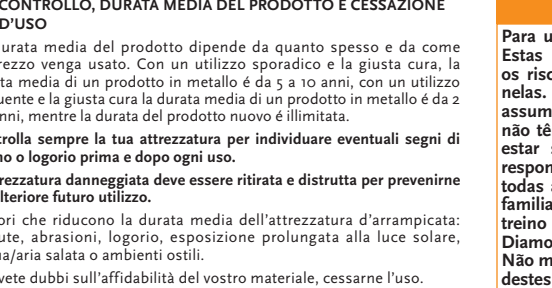 CONTROLLO, DURATA MEDIA DEL PRODOTTO E CESSAZIONE
D'USO
durata media del prodotto dipende da quanto spesso e da come
rezzo venga usato. Con un utilizzo sporadico e la giusta cura, la
ta media di un prodotto in metallo é da 5 a 10 anni, con un utilizzo
uente e la giusta cura la durata media di un prodotto in metallo é da 2
nni, mentre la durata del prodotto nuovo é illimitata.
trolla sempre la tua attrezzatura per individuare eventuali segni di
no o logorio prima e dopo ogni uso.
rezzatura danneggiata deve essere ritirata e distrutta per prevenirne
lteriore futuro utilizzo.
ori che riducono la durata media dell'attrezzatura d'arrampicata:
ute, abrasioni, logorio, esposizione prolungata alla luce solare,
ua/aria salata o ambienti ostili.
vete dubbi sull'affidabilità del vostro materiale, cessarne l'uso.
Para u
Estas
os risc
nelas.
assum
não tê
estar s
respon
todas a
familia
treino
Diamo
Não m
destes